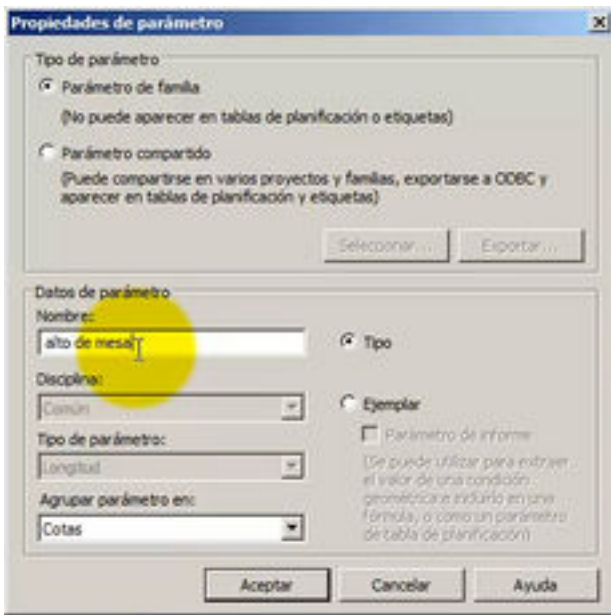 Propiedades de parámetro
Tipo de parámetro
Parámetro de familia
(No puede aparecer en tablas de planificación o etiquetas)
Parámetro compartido
(Puede compartirse en varios proyectos y familias, exportarse a ODBC y
aparecer en tablas de planificación y etiquetas)
Seleccionar... Exportar...
Datos de parámetro
Nombre:
alto de mesa
Tipo
Disciplina:
Común
Ejemplar
Tipo de parámetro:
Parámetro de informe
Longitud
(Se puede utilizar para extraer
el valor de una condición
geométrica e incluirlo en una
fórmula, o como un parámetro
de tabla de planificación)
Agrupar parámetro en:
Cotas
Aceptar Cancelar Ayuda